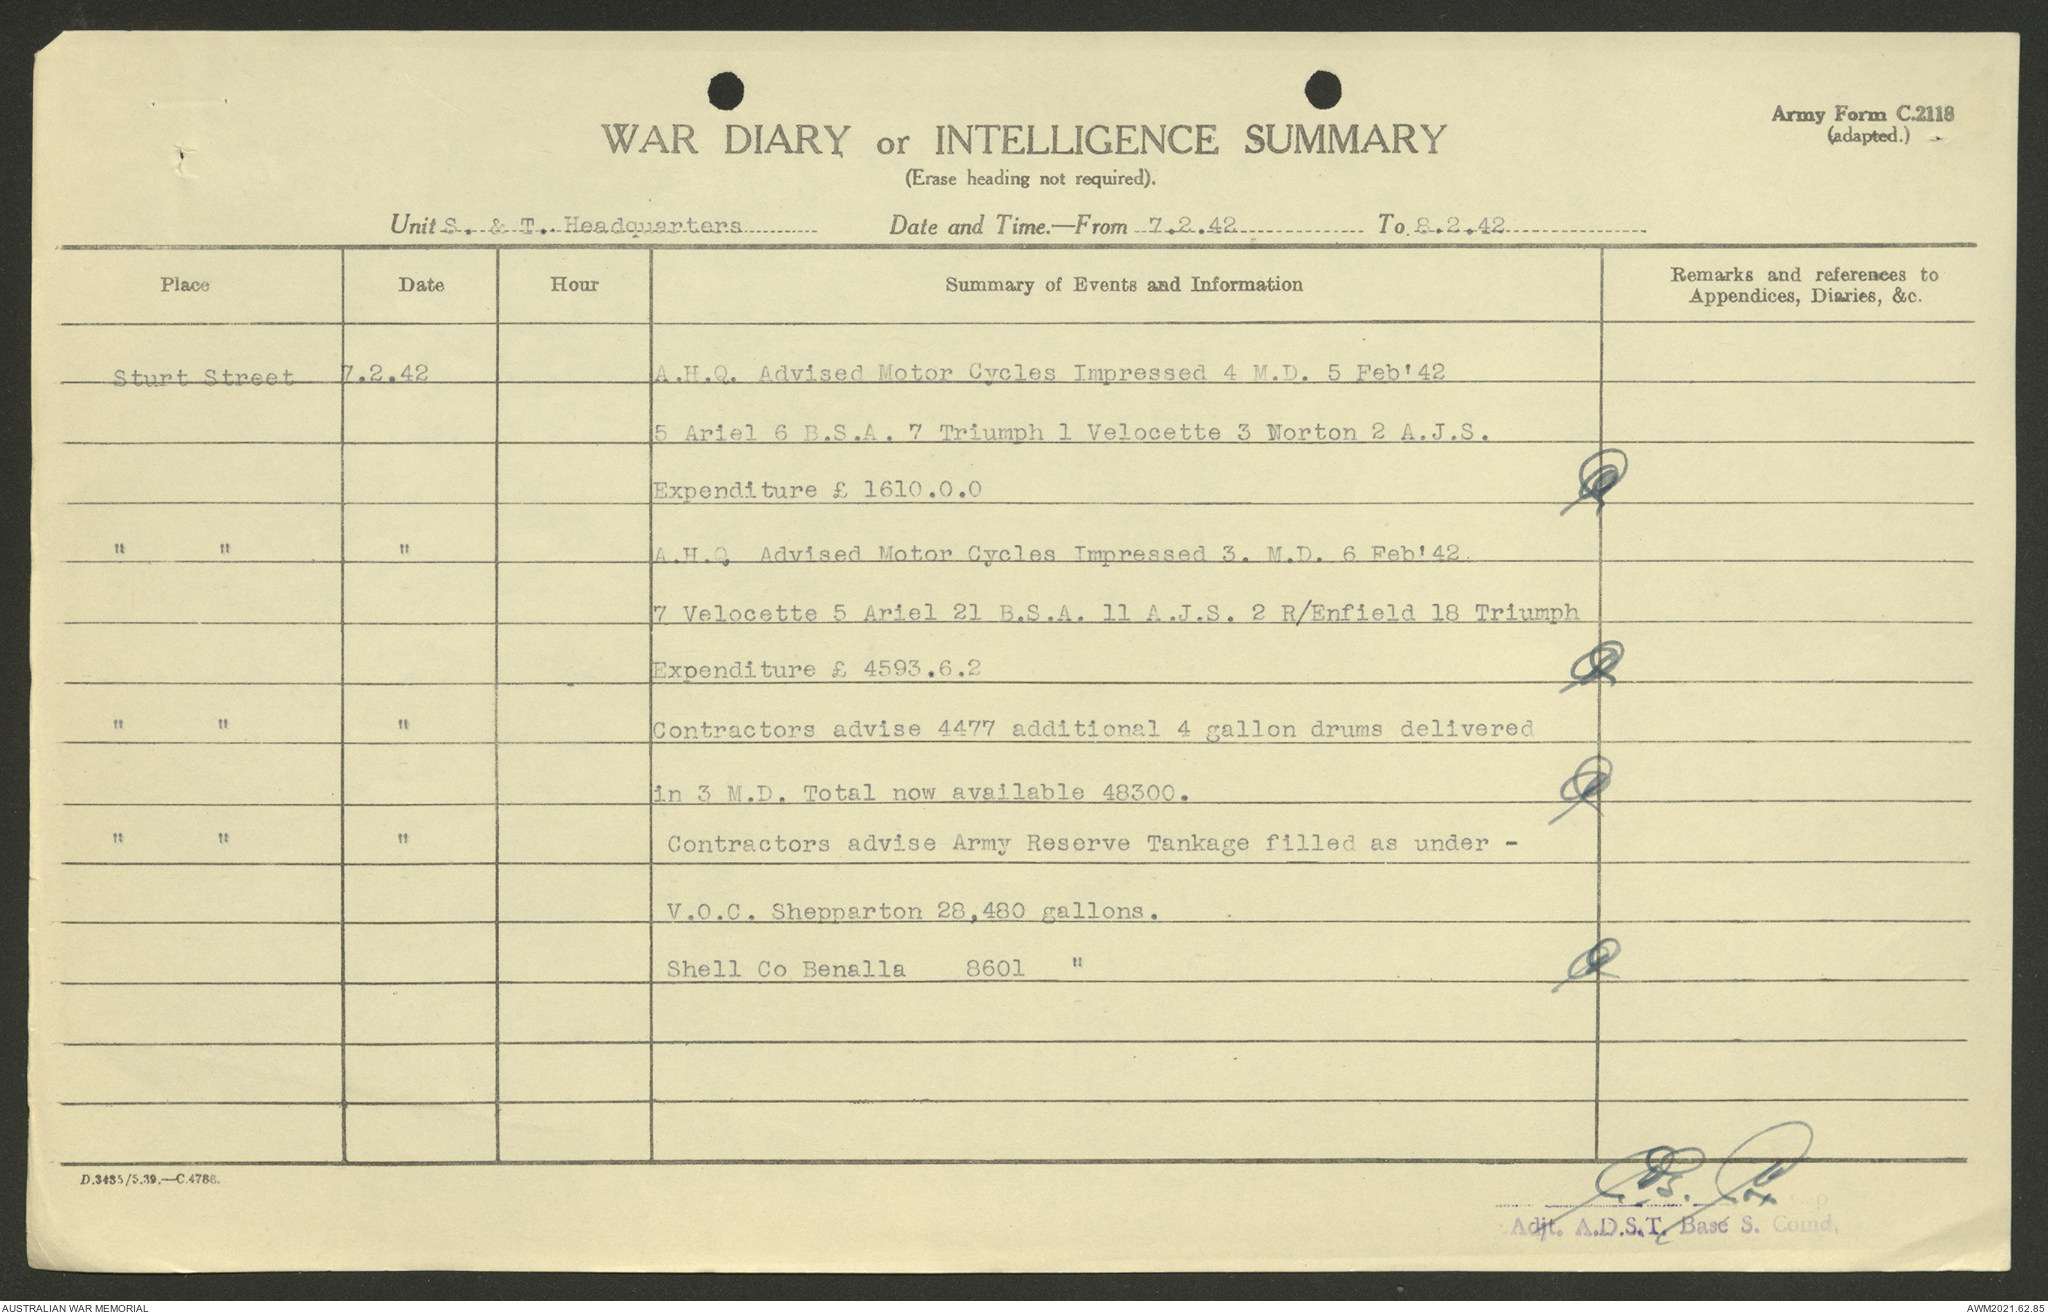 Army Form C.2118
(adapted.)
WAR DIARY or INTELLIGENCE SUMMARY
(Erase heading not required).
Unit S. & T. Headquarters Date and Time.—From 7.2.42 To 8.2.42
Place Date Hour Summary of Events and Information Remarks and references to
Appendices, Diaries, &c.
Sturt Street 7.2.42 A.H.Q. Advised Motor Cycles Impressed 4 M.D. 5 Feb'42
5 Ariel 6 B.S.A. 7 Triumph 1 Velocette 3 Norton 2 A.J.S.
Expenditure £ 1610.0.0
" " " A.H.Q. Advised Motor Cycles Impressed 3. M.D. 6 Feb'42.
7 Velocette 5 Ariel 21 B.S.A. 11 A.J.S. 2 R/Enfield 18 Triumph
Expenditure £ 4593.6.2
" " " Contractors advise 4477 additional 4 gallon drums delivered
in 3 M.D. Total now available 48300.
" " " Contractors advise Army Reserve Tankage filled as under -
V.O.C. Shepparton 28,480 gallons.
Shell Co Benalla 8601 "
D.3435/5.39.—C.4786.
Adjt. A.D.S.T. Base S. Comd.
AUSTRALIAN WAR MEMORIAL
AWM2021.62.85